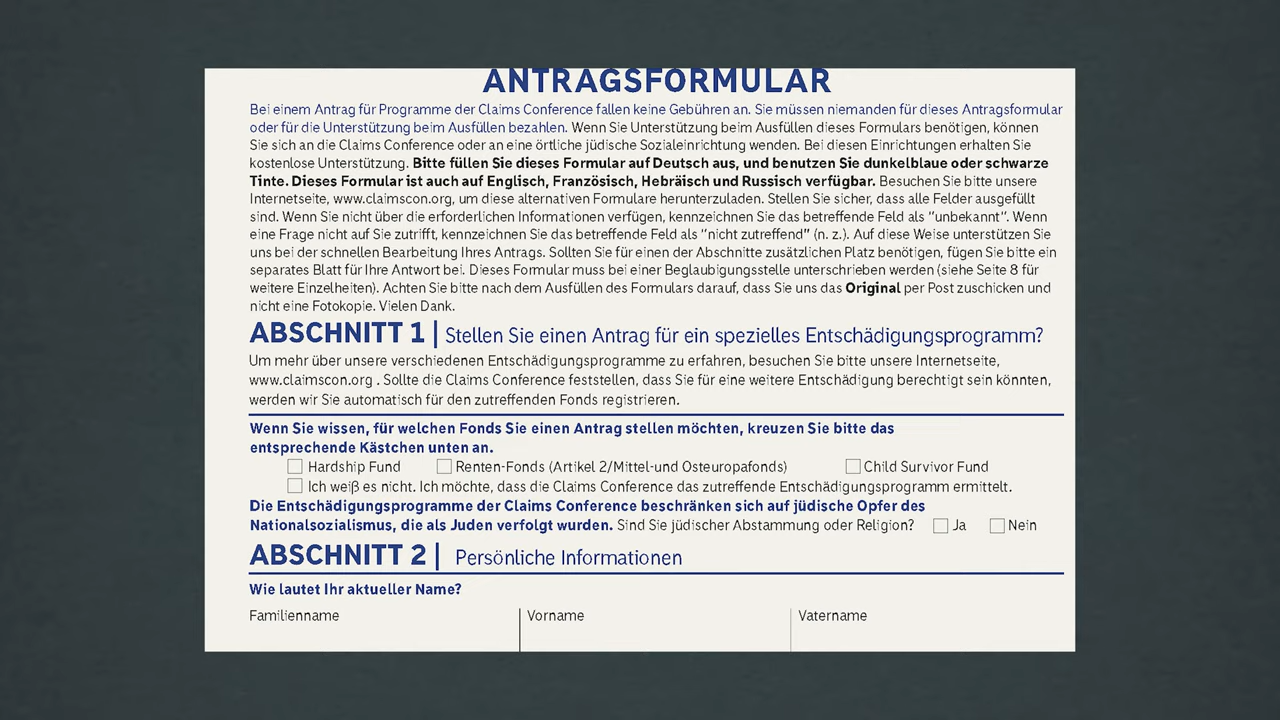 ANTRAGSFORMULAR
Bei einem Antrag für Programme der Claims Conference fallen keine Gebühren an. Sie müssen niemanden für dieses Antragsformular
oder für die Unterstützung beim Ausfüllen bezahlen. Wenn Sie Unterstützung beim Ausfüllen dieses Formulars benötigen, können
Sie sich an die Claims Conference oder an eine örtliche jüdische Sozialeinrichtung wenden. Bei diesen Einrichtungen erhalten Sie
kostenlose Unterstützung. Bitte füllen Sie dieses Formular auf Deutsch aus, und benutzen Sie dunkelblaue oder schwarze
Tinte. Dieses Formular ist auch auf Englisch, Französisch, Hebräisch und Russisch verfügbar. Besuchen Sie bitte unsere
Internetseite, www.claimscon.org, um diese alternativen Formulare herunterzuladen. Stellen Sie sicher, dass alle Felder ausgefüllt
sind. Wenn Sie nicht über die erforderlichen Informationen verfügen, kennzeichnen Sie das betreffende Feld als "unbekannt". Wenn
eine Frage nicht auf Sie zutrifft, kennzeichnen Sie das betreffende Feld als "nicht zutreffend" (n. z.). Auf diese Weise unterstützen Sie
uns bei der schnellen Bearbeitung Ihres Antrags. Sollten Sie für einen der Abschnitte zusätzlichen Platz benötigen, fügen Sie bitte ein
separates Blatt für Ihre Antwort bei. Dieses Formular muss bei einer Beglaubigungsstelle unterschrieben werden (siehe Seite 8 für
weitere Einzelheiten). Achten Sie bitte nach dem Ausfüllen des Formulars darauf, dass Sie uns das Original per Post zuschicken und
nicht eine Fotokopie. Vielen Dank.
ABSCHNITT 1 | Stellen Sie einen Antrag für ein spezielles Entschädigungsprogramm?
Um mehr über unsere verschiedenen Entschädigungsprogramme zu erfahren, besuchen Sie bitte unsere Internetseite,
www.claimscon.org . Sollte die Claims Conference feststellen, dass Sie für eine weitere Entschädigung berechtigt sein könnten,
werden wir Sie automatisch für den zutreffenden Fonds registrieren.
Wenn Sie wissen, für welchen Fonds Sie einen Antrag stellen möchten, kreuzen Sie bitte das
entsprechende Kästchen unten an.
Hardship Fund Renten-Fonds (Artikel 2/Mittel-und Osteuropafonds) Child Survivor Fund
Ich weiß es nicht. Ich möchte, dass die Claims Conference das zutreffende Entschädigungsprogramm ermittelt.
Die Entschädigungsprogramme der Claims Conference beschränken sich auf jüdische Opfer des
Nationalsozialismus, die als Juden verfolgt wurden. Sind Sie jüdischer Abstammung oder Religion? Ja Nein
ABSCHNITT 2 | Persönliche Informationen
Wie lautet Ihr aktueller Name?
Familienname Vorname Vatername